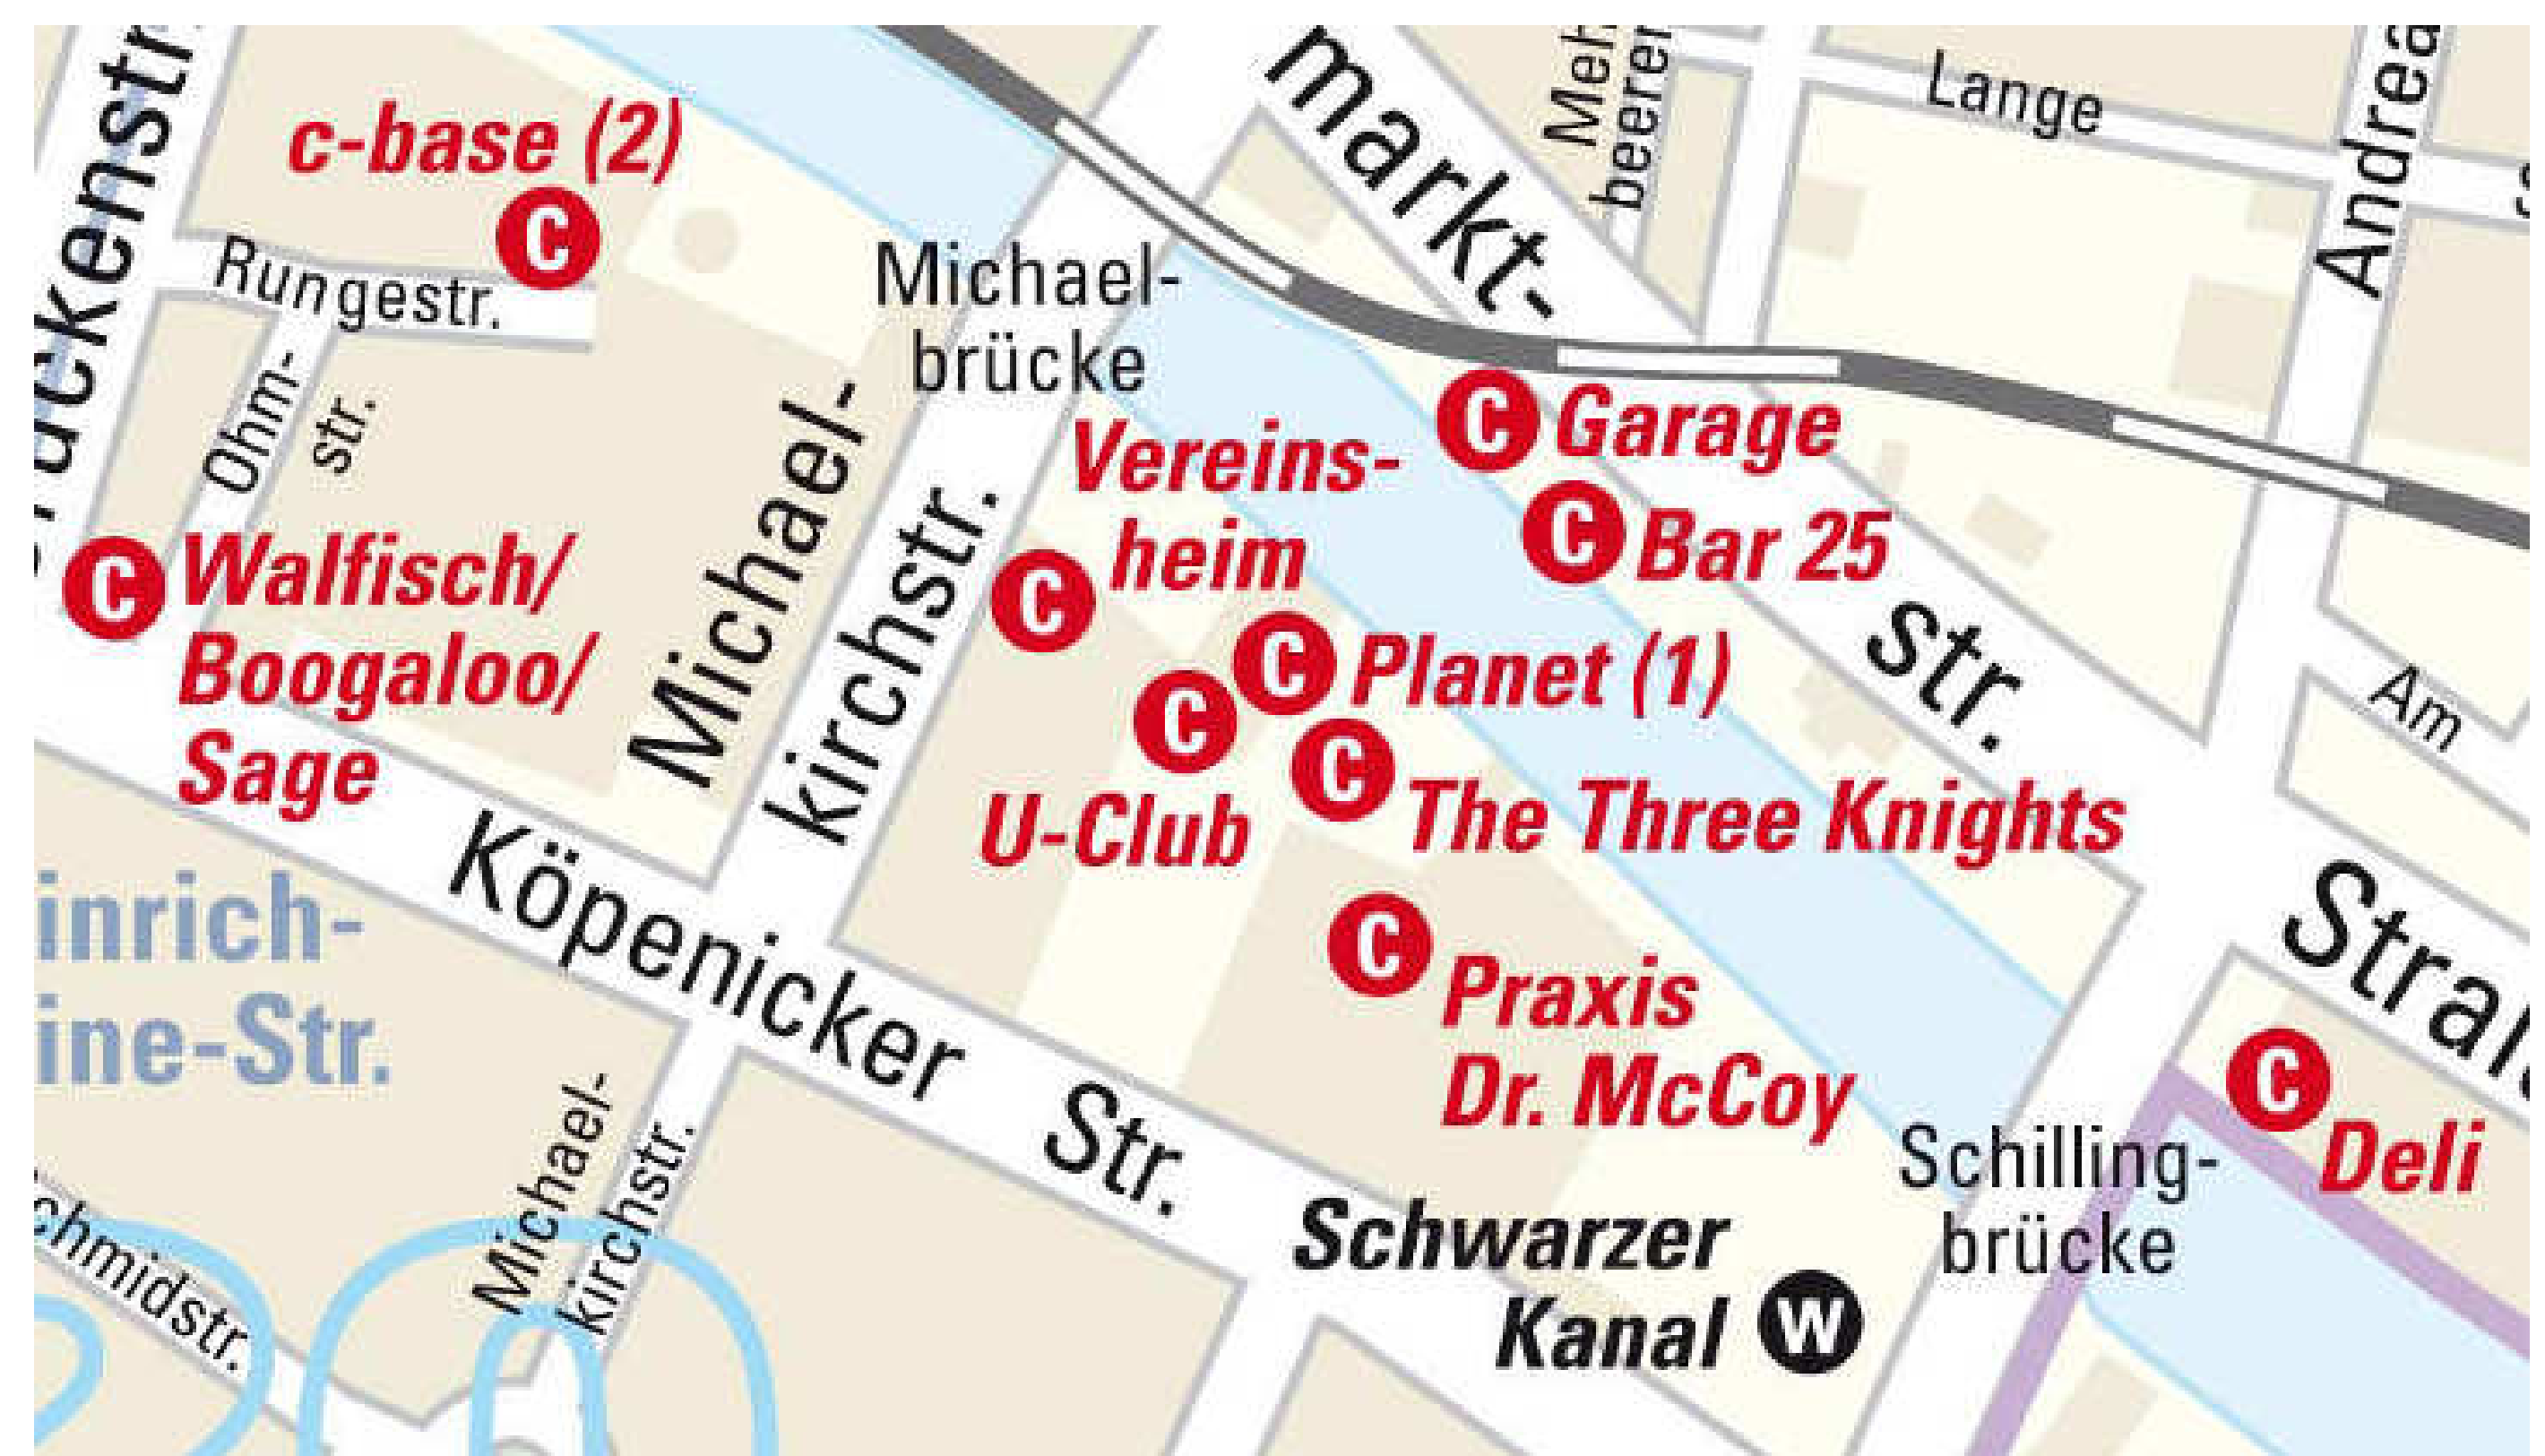 markt-
Lange
c-base (2)
C
Rungestr.
Michael-
brücke
Ohm-
str.
C Garage
Vereins-
heim
C
C Bar 25
C Walfisch/
Boogaloo/
Sage
Michael-
kirchstr.
C Planet (1)
C
U-Club
C The Three Knights
str.
Am
Köpenicker Str.
C Praxis
Dr. McCoy
C
Deli
Schilling-
brücke
inrich-
ine-Str.
Michael-
kirchstr.
chmidstr.
Schwarzer
Kanal W
Andrea
beerer